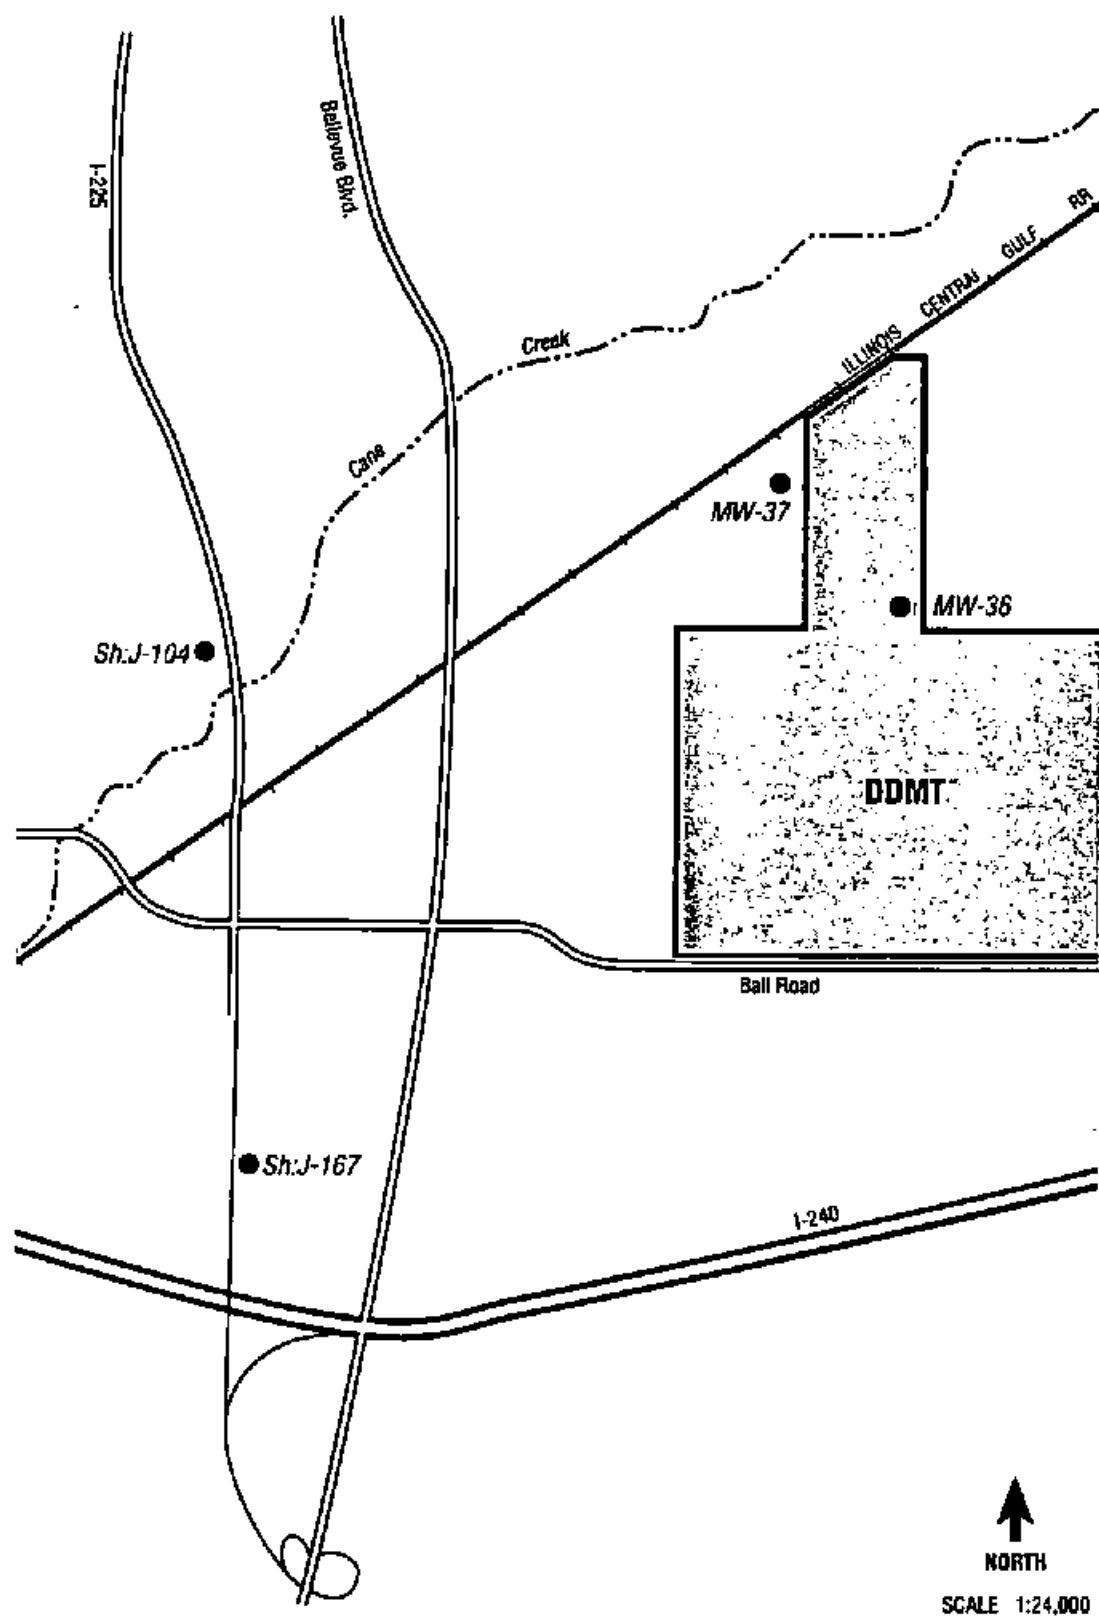 I-225
Bellevue Blvd.
Cane Creek
ILLINOIS CENTRAL GULF RR
MW-37
MW-36
Sh:J-104
DDMT
Ball Road
Sh:J-167
I-240
NORTH
SCALE 1:24,000